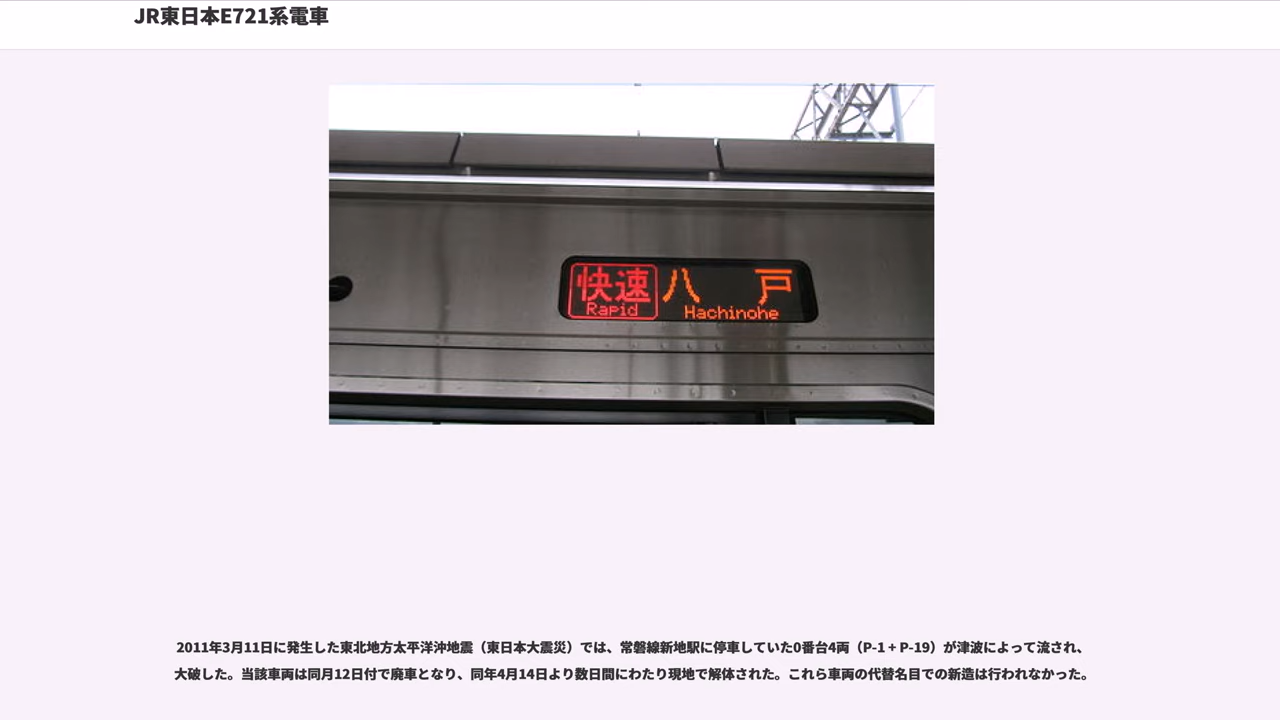 JR東日本E721系電車
快速 八 戸
Rapid Hachinohe
2011年3月11日に発生した東北地方太平洋沖地震（東日本大震災）では、常磐線新地駅に停車していた0番台4両（P-1 + P-19）が津波によって流され、
大破した。当該車両は同月12日付で廃車となり、同年4月14日より数日間にわたり現地で解体された。これら車両の代替名目での新造は行われなかった。